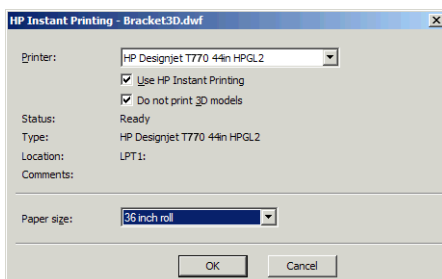 HP Instant Printing - Bracket3D.dwf
Printer: HP Designjet T770 44in HPGL2
Use HP Instant Printing
Do not print 3D models
Status: Ready
Type: HP Designjet T770 44in HPGL2
Location: LPT1:
Comments:
Paper size: 36 inch roll
OK Cancel